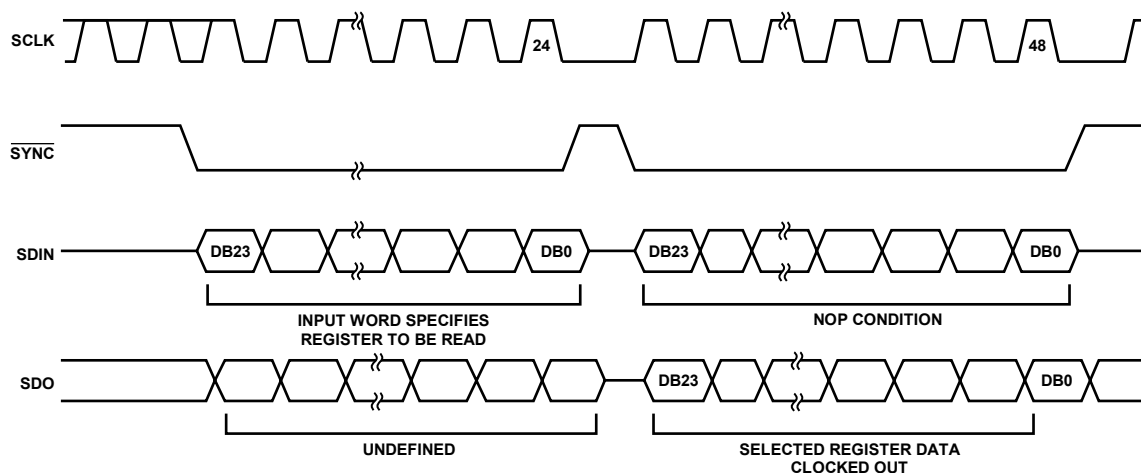 SCLK
24
48
SYNC
SDIN
DB23
DB0
DB23
DB0
INPUT WORD SPECIFIES
REGISTER TO BE READ
NOP CONDITION
SDO
DB23
DB0
UNDEFINED
SELECTED REGISTER DATA
CLOCKED OUT